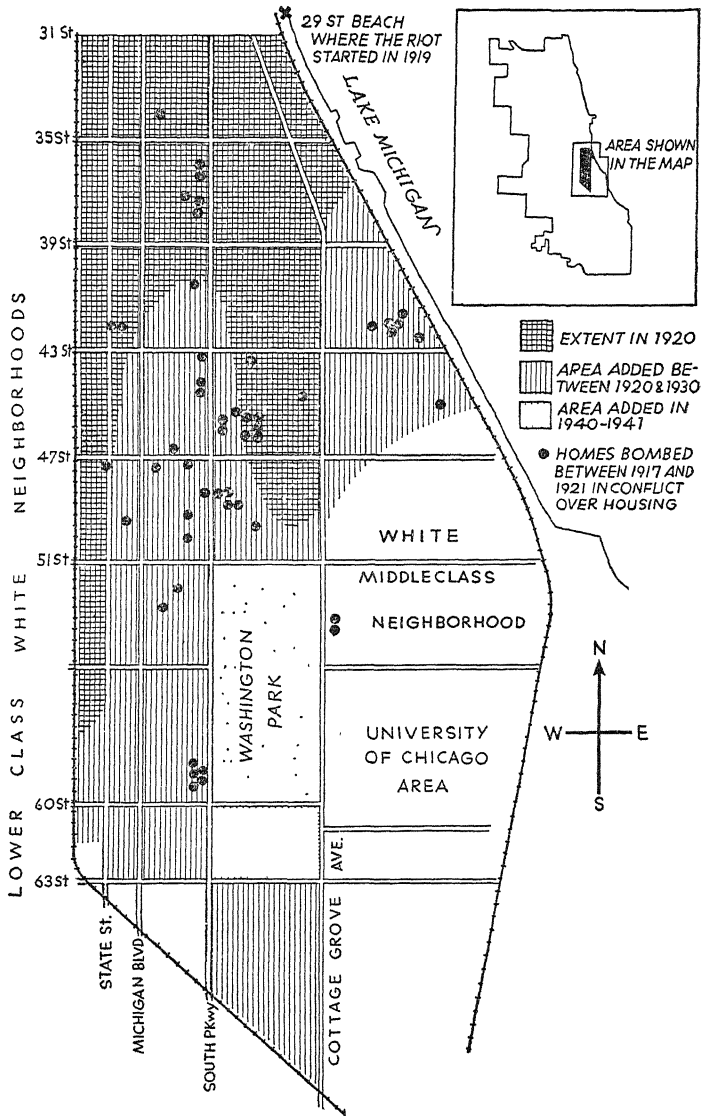 29 ST BEACH
WHERE THE RIOT
STARTED IN 1919
31 St
35St
39St
43 St
47St
51St
60St
63St
LAKE MICHIGAN
AREA SHOWN
IN THE MAP
EXTENT IN 1920
AREA ADDED BE-
TWEEN 1920 & 1930
AREA ADDED IN
1940-1941
HOMES BOMBED
BETWEEN 1917 AND
1921 IN CONFLICT
OVER HOUSING
LOWER CLASS WHITE NEIGHBORHOODS
WHITE
MIDDLECLASS
NEIGHBORHOOD
WASHINGTON
PARK
UNIVERSITY
OF CHICAGO
AREA
N
W E
S
STATE St.
MICHIGAN BLVD
SOUTH PKwy
COTTAGE GROVE AVE.